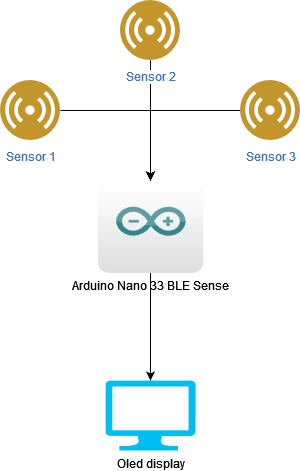 Sensor 2
Sensor 1
Sensor 3
Arduino Nano 33 BLE Sense
Oled display